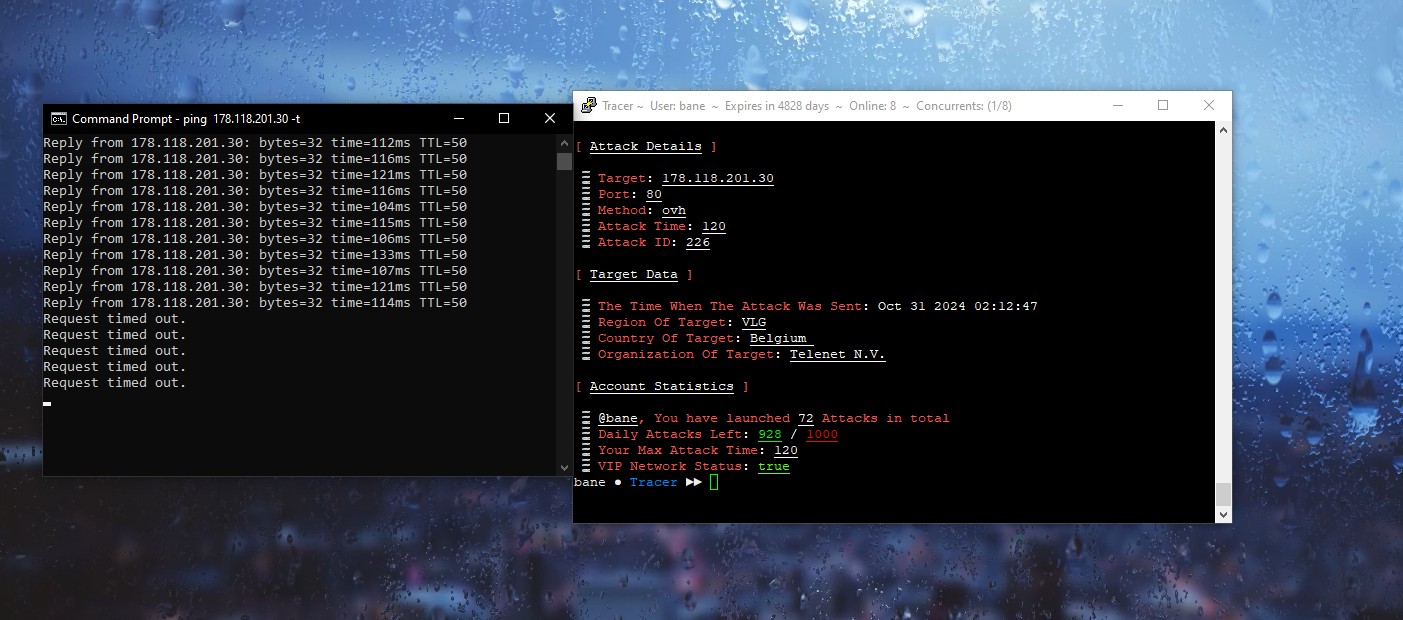 Command Prompt - ping 178.118.201.30 -t
Reply from 178.118.201.30: bytes=32 time=112ms TTL=50
Reply from 178.118.201.30: bytes=32 time=116ms TTL=50
Reply from 178.118.201.30: bytes=32 time=121ms TTL=50
Reply from 178.118.201.30: bytes=32 time=116ms TTL=50
Reply from 178.118.201.30: bytes=32 time=104ms TTL=50
Reply from 178.118.201.30: bytes=32 time=115ms TTL=50
Reply from 178.118.201.30: bytes=32 time=106ms TTL=50
Reply from 178.118.201.30: bytes=32 time=133ms TTL=50
Reply from 178.118.201.30: bytes=32 time=107ms TTL=50
Reply from 178.118.201.30: bytes=32 time=121ms TTL=50
Reply from 178.118.201.30: bytes=32 time=114ms TTL=50
Request timed out.
Request timed out.
Request timed out.
Request timed out.
Request timed out.
Tracer ~ User: bane ~ Expires in 4828 days ~ Online: 8 ~ Concurrents: (1/8)
[ Attack Details ]
Target: 178.118.201.30
Port: 80
Method: ovh
Attack Time: 120
Attack ID: 226
[ Target Data ]
The Time When The Attack Was Sent: Oct 31 2024 02:12:47
Region Of Target: VLG
Country Of Target: Belgium
Organization Of Target: Telenet N.V.
[ Account Statistics ]
@bane, You have launched 72 Attacks in total
Daily Attacks Left: 928 / 1000
Your Max Attack Time: 120
VIP Network Status: true
bane ● Tracer ▶▶